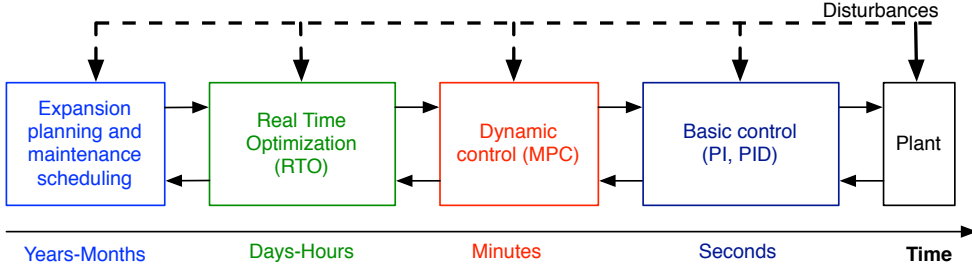 Disturbances
Expansion
planning and
maintenance
scheduling
Real Time
Optimization
(RTO)
Dynamic
control (MPC)
Basic control
(PI, PID)
Plant
Years-Months
Days-Hours
Minutes
Seconds
Time